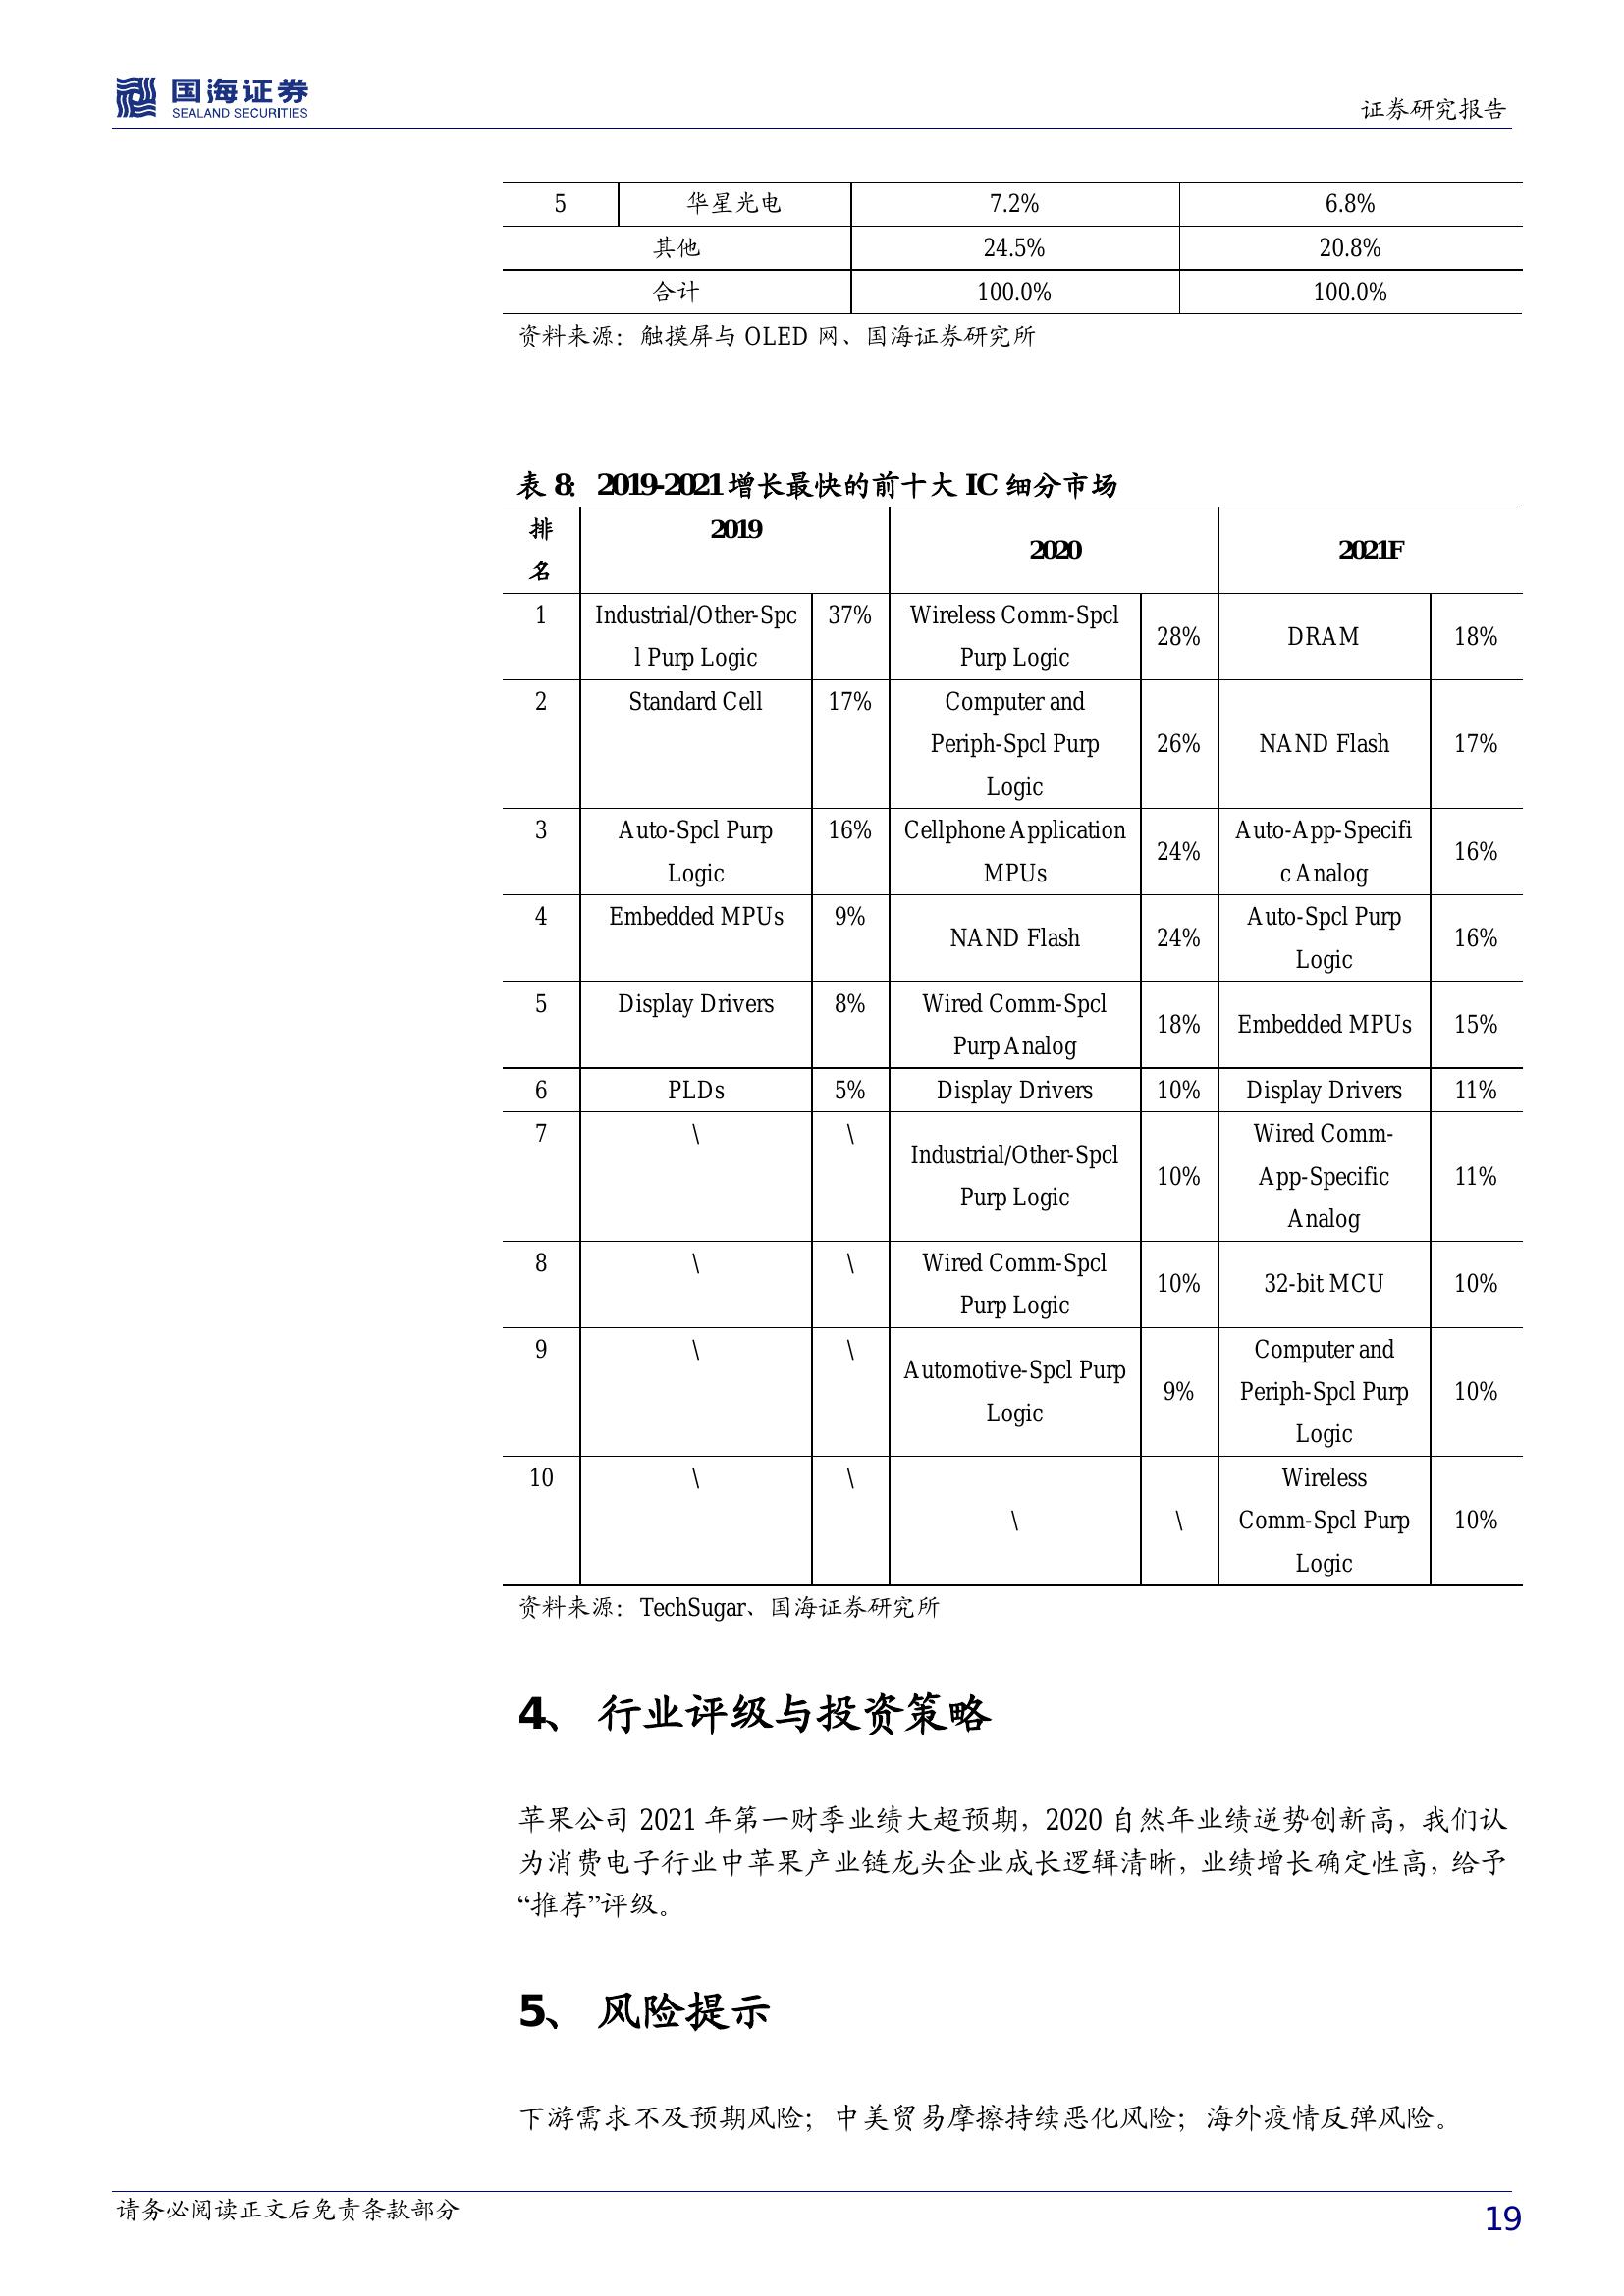 国海证券
SEALAND SECURITIES
证券研究报告
5 华星光电 7.2% 6.8%
其他 24.5% 20.8%
合计 100.0% 100.0%
资料来源：触摸屏与 OLED 网、国海证券研究所
表 8： 2019-2021 增长最快的前十大 IC 细分市场
排名 2019 2020 2021F
1 Industrial/Other-Spcl Purp Logic 37% Wireless Comm-Spcl Purp Logic 28% DRAM 18%
2 Standard Cell 17% Computer and Periph-Spcl Purp Logic 26% NAND Flash 17%
3 Auto-Spcl Purp Logic 16% Cellphone Application MPUs 24% Auto-App-Specific Analog 16%
4 Embedded MPUs 9% NAND Flash 24% Auto-Spcl Purp Logic 16%
5 Display Drivers 8% Wired Comm-Spcl Purp Analog 18% Embedded MPUs 15%
6 PLDs 5% Display Drivers 10% Display Drivers 11%
7 \ \ Industrial/Other-Spcl Purp Logic 10% Wired Comm-App-Specific Analog 11%
8 \ \ Wired Comm-Spcl Purp Logic 10% 32-bit MCU 10%
9 \ \ Automotive-Spcl Purp Logic 9% Computer and Periph-Spcl Purp Logic 10%
10 \ \ \ \ Wireless Comm-Spcl Purp Logic 10%
资料来源：TechSugar、国海证券研究所
4、 行业评级与投资策略
苹果公司 2021 年第一财季业绩大超预期，2020 自然年业绩逆势创新高，我们认
为消费电子行业中苹果产业链龙头企业成长逻辑清晰，业绩增长确定性高，给予
“推荐”评级。
5、 风险提示
下游需求不及预期风险；中美贸易摩擦持续恶化风险；海外疫情反弹风险。
请务必阅读正文后免责条款部分
19